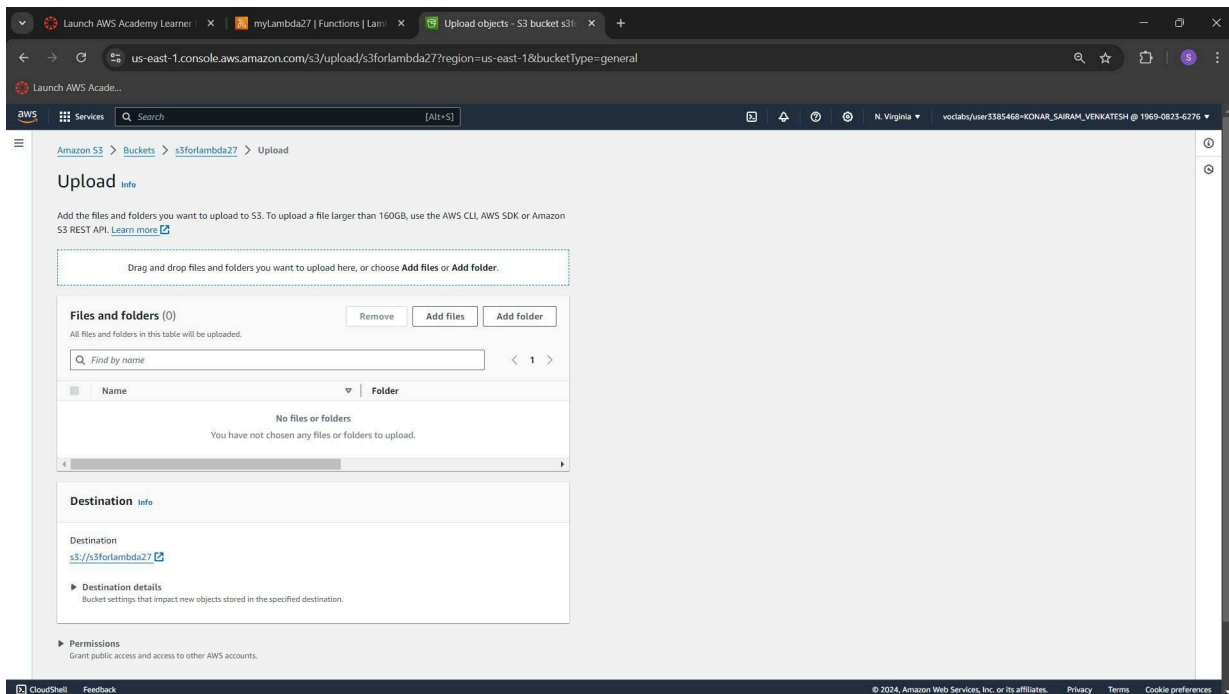 Launch AWS Academy Learner
myLambda27 | Functions | Lam
Upload objects - S3 bucket s3fo
us-east-1.console.aws.amazon.com/s3/upload/s3forlambda27?region=us-east-1&bucketType=general
S
Launch AWS Acade...
aws
Services
Search
[Alt+S]
N. Virginia
voclabs/user3385468=KONAR_SAIRAM_VENKATESH @ 1969-0823-6276
Amazon S3 > Buckets > s3forlambda27 > Upload
Upload Info
Add the files and folders you want to upload to S3. To upload a file larger than 160GB, use the AWS CLI, AWS SDK or Amazon
S3 REST API. Learn more
Drag and drop files and folders you want to upload here, or choose Add files or Add folder.
Files and folders (0)
Remove
Add files
Add folder
All files and folders in this table will be uploaded.
Find by name
1
Name
Folder
No files or folders
You have not chosen any files or folders to upload.
Destination Info
Destination
s3://s3forlambda27
Destination details
Bucket settings that impact new objects stored in the specified destination.
Permissions
Grant public access and access to other AWS accounts.
CloudShell Feedback
© 2024, Amazon Web Services, Inc. or its affiliates. Privacy Terms Cookie preferences